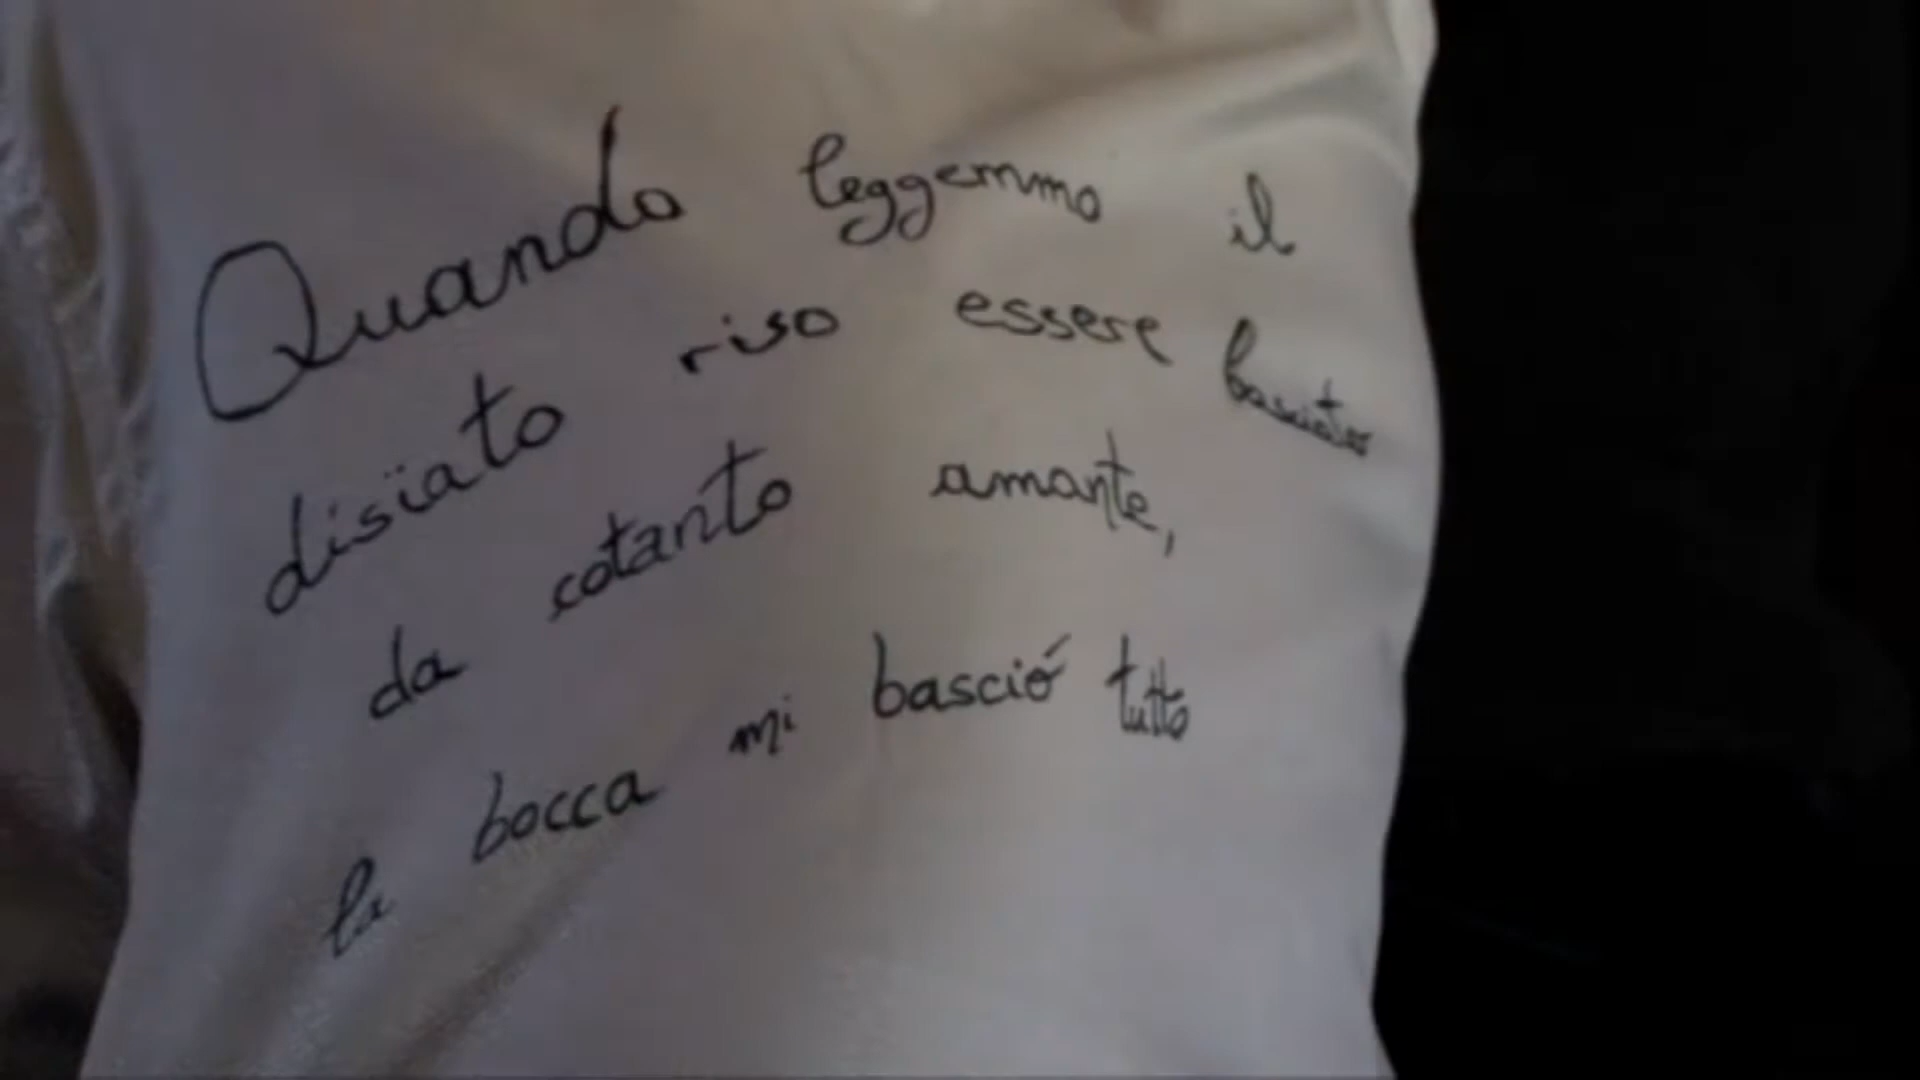 Quando leggemmo il
disïato riso essere basciato
da cotanto amante,
la bocca mi basció tutto